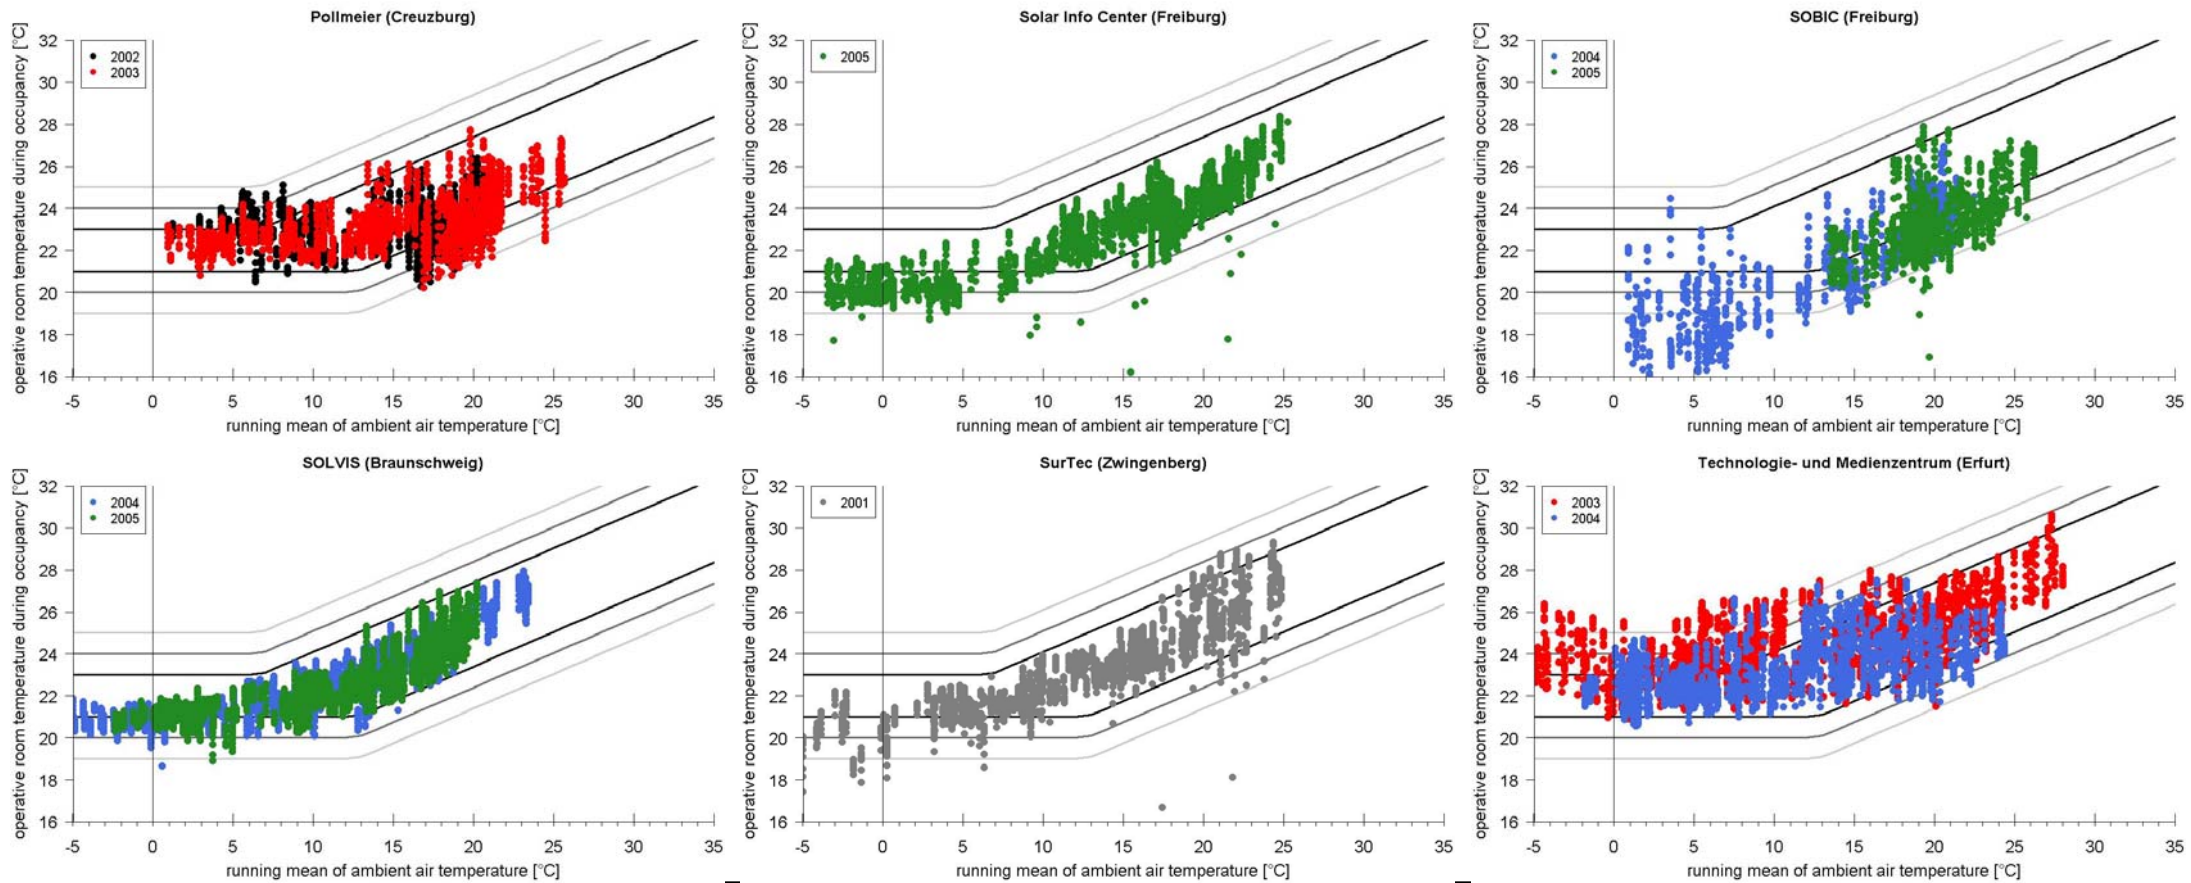 Pollmeier (Creuzburg)
operative room temperature during occupancy [°C]
32
30
28
26
24
22
20
18
16
2002
2003
-5 0 5 10 15 20 25 30 35
running mean of ambient air temperature [°C]
Solar Info Center (Freiburg)
operative room temperature during occupancy [°C]
32
30
28
26
24
22
20
18
16
2005
-5 0 5 10 15 20 25 30 35
running mean of ambient air temperature [°C]
SOBIC (Freiburg)
operative room temperature during occupancy [°C]
32
30
28
26
24
22
20
18
16
2004
2005
-5 0 5 10 15 20 25 30 35
running mean of ambient air temperature [°C]
SOLVIS (Braunschweig)
operative room temperature during occupancy [°C]
32
30
28
26
24
22
20
18
16
2004
2005
-5 0 5 10 15 20 25 30 35
running mean of ambient air temperature [°C]
SurTec (Zwingenberg)
operative room temperature during occupancy [°C]
32
30
28
26
24
22
20
18
16
2001
-5 0 5 10 15 20 25 30 35
running mean of ambient air temperature [°C]
Technologie- und Medienzentrum (Erfurt)
operative room temperature during occupancy [°C]
32
30
28
26
24
22
20
18
16
2003
2004
-5 0 5 10 15 20 25 30 35
running mean of ambient air temperature [°C]